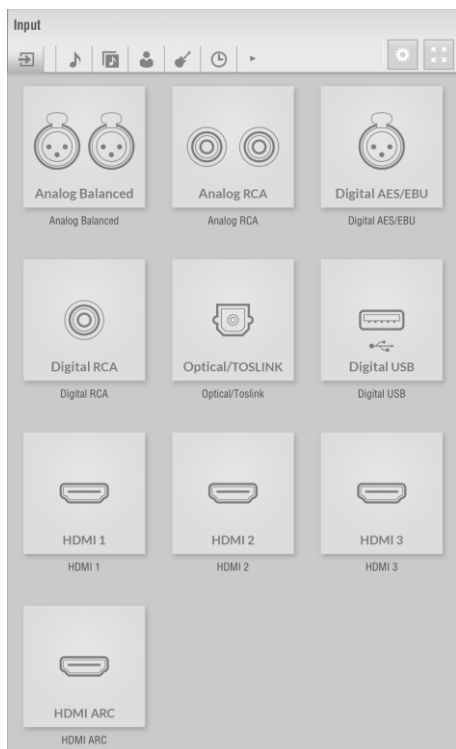 Input
Analog Balanced Analog RCA Digital AES/EBU
Analog Balanced Analog RCA Digital AES/EBU
Digital RCA Optical/TOSLINK Digital USB
Digital RCA Optical/Toslink Digital USB
HDMI 1 HDMI 2 HDMI 3
HDMI 1 HDMI 2 HDMI 3
HDMI ARC
HDMI ARC